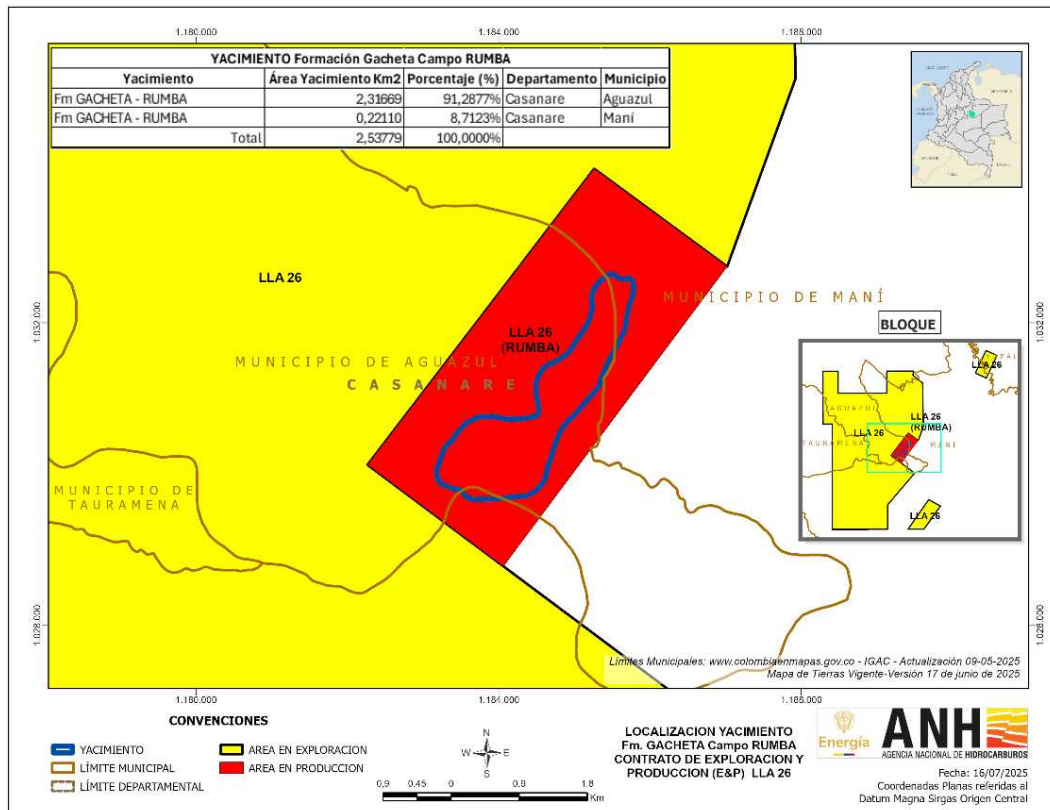 1.180.000 1.184.000 1.188.000
YACIMIENTO Formación Gacheta Campo RUMBA
Yacimiento Área Yacimiento Km2 Porcentaje (%) Departamento Municipio
Fm GACHETA - RUMBA 2,31669 91,2877% Casanare Aguazul
Fm GACHETA - RUMBA 0,22110 8,7123% Casanare Maní
Total 2,53779 100,0000%
LLA 26
MUNICIPIO DE MANÍ
1.032.000 1.032.000
LLA 26
(RUMBA)
MUNICIPIO DE AGUAZUL
CASANARE
BLOQUE
LLA 26
AGUAZUL
LLA 26
(RUMBA)
LLA 26
TAURAMENA
MANÍ
LLA 26
MUNICIPIO DE
TAURAMENA
1.028.000 1.028.000
Límites Municipales: www.colombiaenmapas.gov.co - IGAC - Actualización 09-05-2025
Mapa de Tierras Vigente-Versión 17 de junio de 2025
1.180.000 1.184.000 1.188.000
CONVENCIONES
YACIMIENTO
LÍMITE MUNICIPAL
LÍMITE DEPARTAMENTAL
AREA EN EXPLORACION
AREA EN PRODUCCION
N
W E
S
0,9 0,45 0 0,9 1,8
Km
LOCALIZACION YACIMIENTO
Fm. GACHETA Campo RUMBA
CONTRATO DE EXPLORACION Y
PRODUCCION (E&P) LLA 26
Energía
ANH
AGENCIA NACIONAL DE HIDROCARBUROS
Fecha: 16/07/2025
Coordenadas Planas referidas al
Datum Magna Sirgas Origen Central